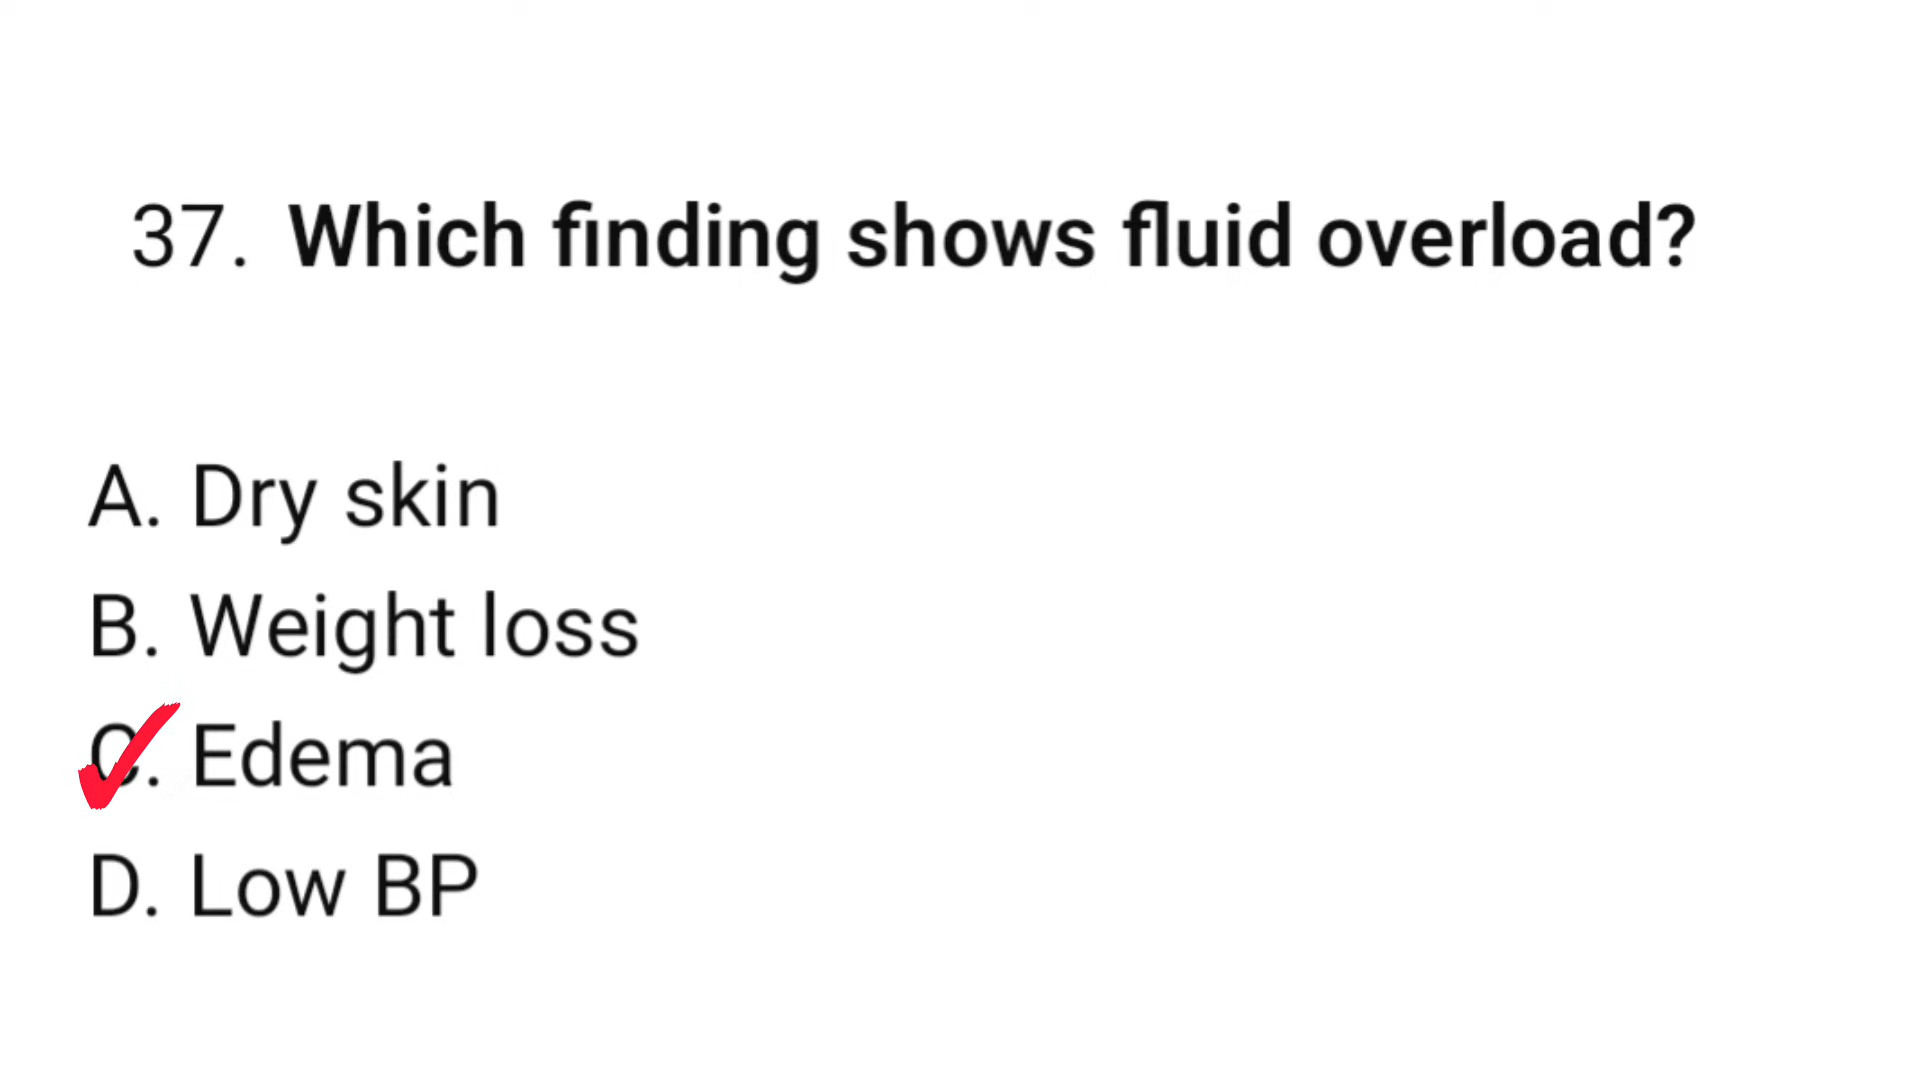 37. Which finding shows fluid overload?
A. Dry skin
B. Weight loss
C. Edema
D. Low BP